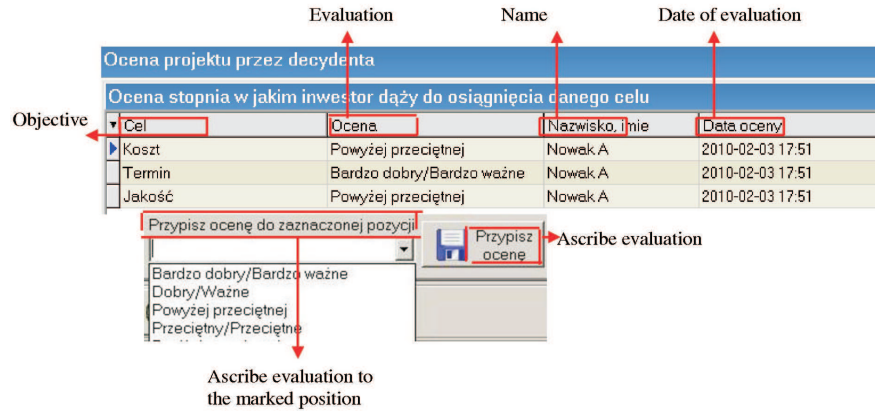 Evaluation Name Date of evaluation
Ocena projektu przez decydenta
Ocena stopnia w jakim inwestor dąży do osiągnięcia danego celu
Objective
Cel Ocena Nazwisko, imie Data oceny
Koszt Powyżej przeciętnej Nowak A 2010-02-03 17:51
Termin Bardzo dobry/Bardzo ważne Nowak A 2010-02-03 17:51
Jakość Powyżej przeciętnej Nowak A 2010-02-03 17:51
Przypisz ocenę do zaznaczonej pozycji
Przypisz ocenę
Ascribe evaluation
Bardzo dobry/Bardzo ważne
Dobry/Ważne
Powyżej przeciętnej
Przeciętny/Przeciętne
Ascribe evaluation to
the marked position